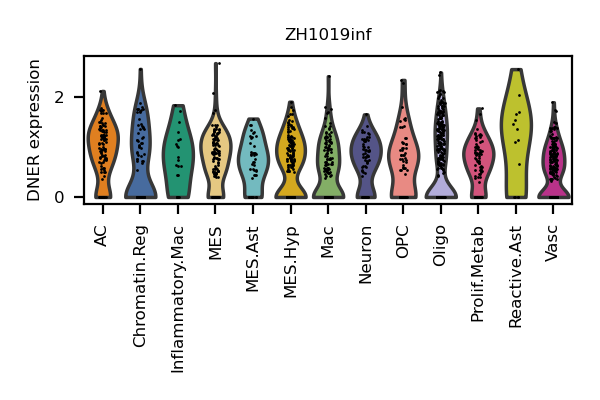 ZH1019inf
DNER expression
2
0
AC
Chromatin.Reg
Inflammatory.Mac
MES
MES.Ast
MES.Hyp
Mac
Neuron
OPC
Oligo
Prolif.Metab
Reactive.Ast
Vasc